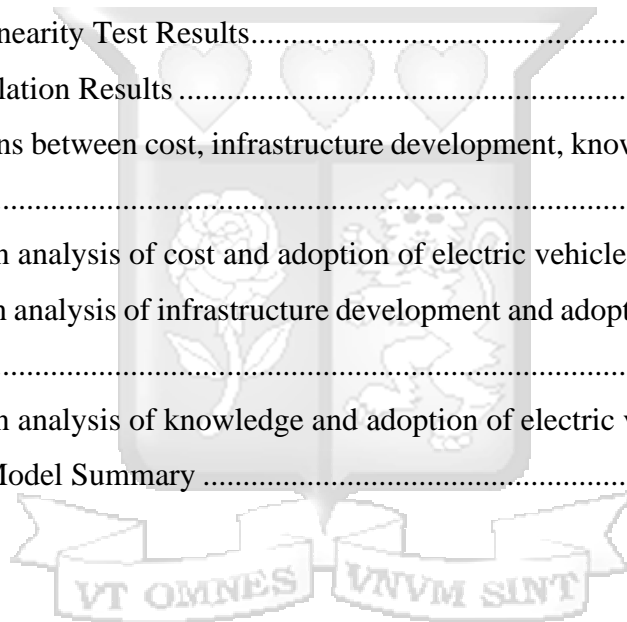 nearity Test Results..................................................
lation Results ............................................................
ns between cost, infrastructure development, know
...................................................................................
n analysis of cost and adoption of electric vehicle
n analysis of infrastructure development and adopt
...................................................................................
n analysis of knowledge and adoption of electric v
Model Summary ........................................................
VT OMNES VNVM SINT